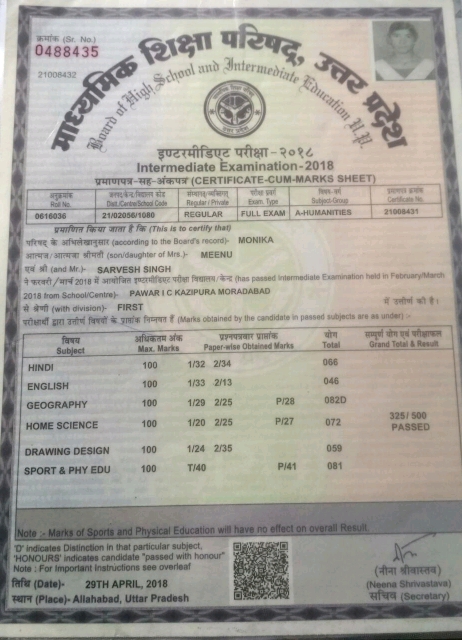 क्रमांक (Sr. No.)
0488435
21008432
माध्यमिक शिक्षा परिषद्, उत्तर प्रदेश
Board of High School and Intermediate Education U.P.
इण्टरमीडिएट परीक्षा - २०१८
Intermediate Examination-2018
प्रमाणपत्र-सह-अंकपत्र (CERTIFICATE-CUM-MARKS SHEET)
अनुक्रमांक जनपद/केन्द्र/विद्यालय कोड संस्थागत/व्यक्तिगत परीक्षा प्रकार विषय-वर्ग प्रमाणपत्र क्रमांक
Roll No. Dist./Centre/School Code Regular / Private Exam. Type Subject-Group Certificate No.
0616036 21/02056/1080 REGULAR FULL EXAM A-HUMANITIES 21008431
प्रमाणित किया जाता है कि (This is to certify that)
परिषद के अभिलेखानुसार (according to the Board's record)- MONIKA
आत्मज/आत्मजा श्रीमती (son/daughter of Mrs.)- MEENU
एवं श्री (and Mr.)- SARVESH SINGH
ने फरवरी/मार्च 2018 में आयोजित इण्टरमीडिएट परीक्षा विद्यालय/केन्द्र (has passed Intermediate Examination held in February/March
2018 from School/Centre)- PAWAR I C KAZIPURA MORADABAD
से श्रेणी (with division)- FIRST में उत्तीर्ण की है।
परीक्षार्थी द्वारा उत्तीर्ण विषयों के प्राप्तांक निम्नवत हैं (Marks obtained by the candidate in passed subjects are as under) :-
विषय अधिकतम अंक प्रश्नपत्रवार प्राप्तांक योग सम्पूर्ण योग एवं परीक्षाफल
Subject Max. Marks Paper-wise Obtained Marks Total Grand Total & Result
HINDI 100 1/32 2/34 066
ENGLISH 100 1/33 2/13 046
GEOGRAPHY 100 1/29 2/25 P/28 082D
HOME SCIENCE 100 1/20 2/25 P/27 072
325/ 500
PASSED
DRAWING DESIGN 100 1/24 2/35 059
SPORT & PHY EDU 100 T/40 P/41 081
Note :- Marks of Sports and Physical Education will have no effect on overall Result.
'D' indicates Distinction in that particular subject,
'HONOURS' indicates candidate "passed with honour"
Note : For Important instructions see overleaf
तिथि (Date)- 29TH APRIL, 2018
स्थान (Place)- Allahabad, Uttar Pradesh
(नीना श्रीवास्तव)
(Neena Shrivastava)
सचिव (Secretary)